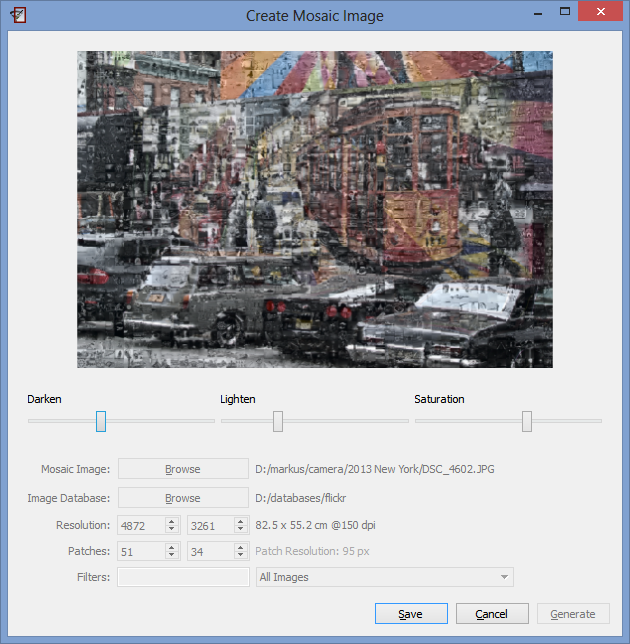 Create Mosaic Image
Darken Lighten Saturation
Mosaic Image: Browse D:/markus/camera/2013 New York/DSC_4602.JPG
Image Database: Browse D:/databases/flickr
Resolution: 4872 3261 82.5 x 55.2 cm @150 dpi
Patches: 51 34 Patch Resolution: 95 px
Filters: All Images
Save Cancel Generate